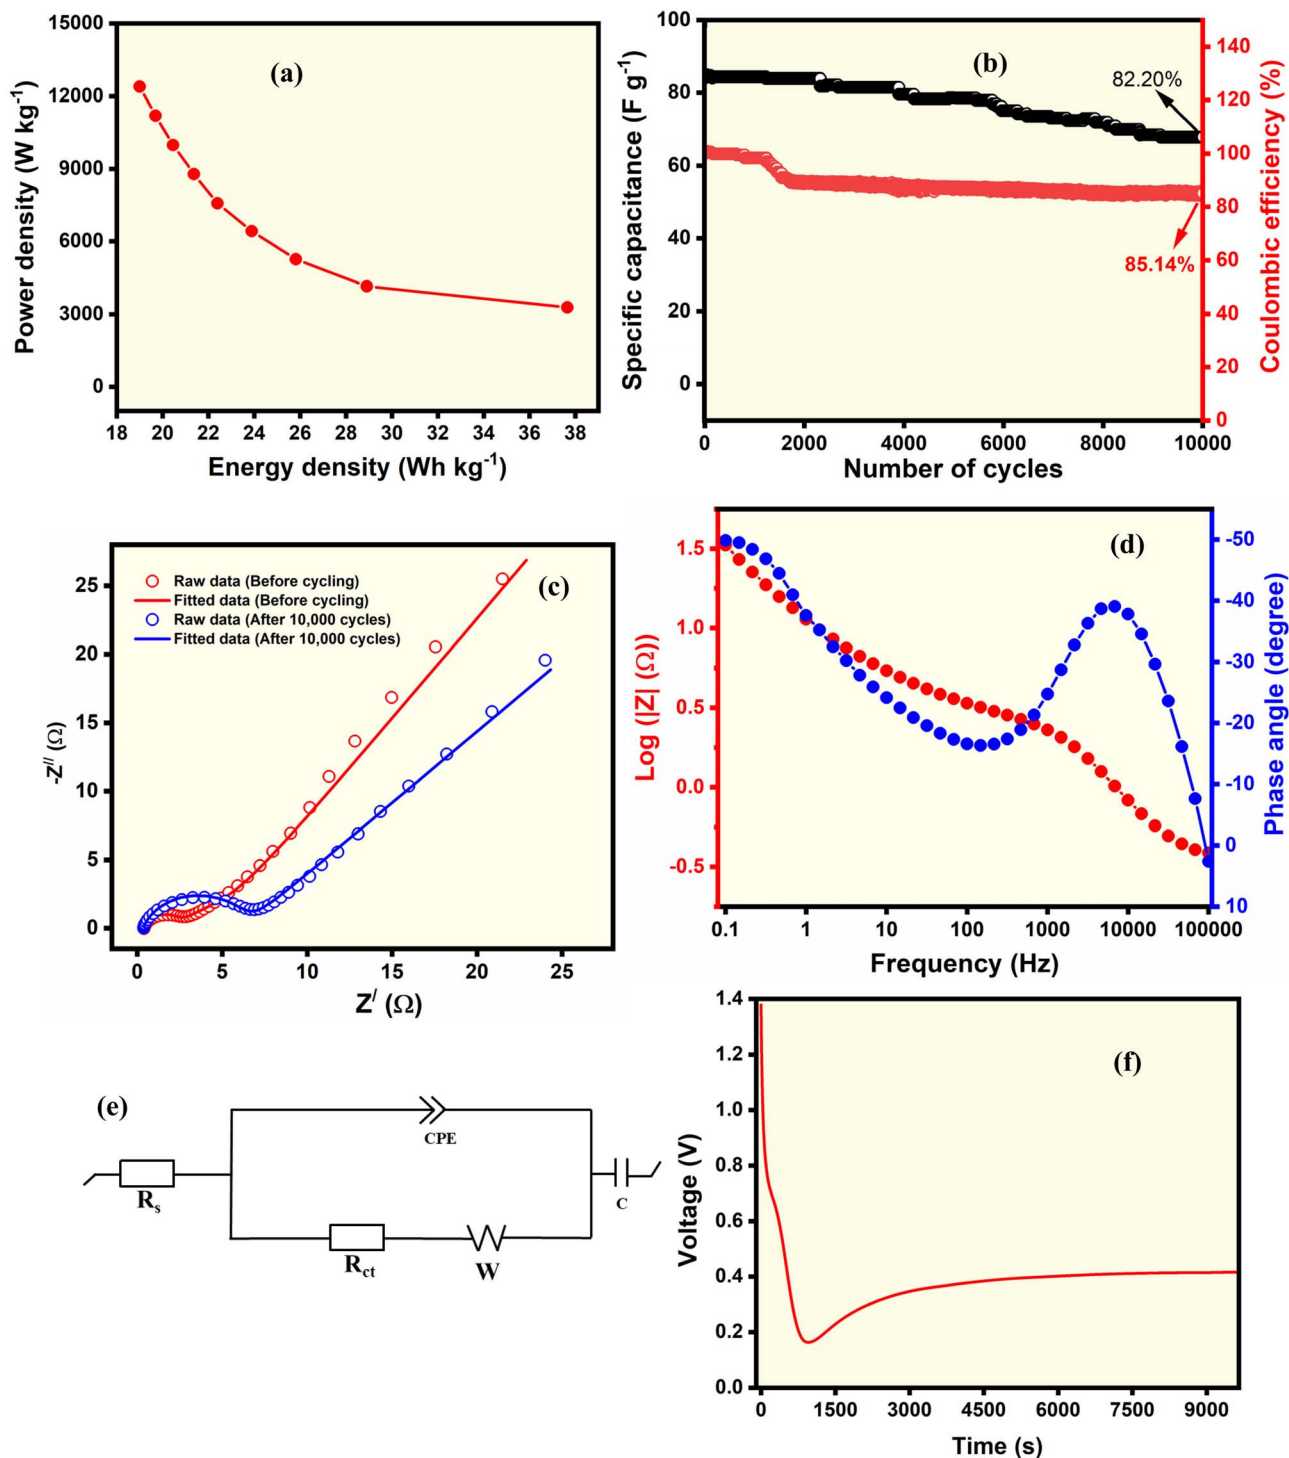 (a)
Power density (W kg⁻¹)
15000
12000
9000
6000
3000
0
18 20 22 24 26 28 30 32 34 36 38
Energy density (Wh kg⁻¹)
(b)
Specific capacitance (F g⁻¹)
100
80
60
40
20
0
82.20%
85.14%
Coulombic efficiency (%)
140
120
100
80
60
40
20
0
0 2000 4000 6000 8000 10000
Number of cycles
(c)
-Z// (Ω)
25
20
15
10
5
0
Raw data (Before cycling)
Fitted data (Before cycling)
Raw data (After 10,000 cycles)
Fitted data (After 10,000 cycles)
0 5 10 15 20 25
Z/ (Ω)
(d)
Log (|Z| (Ω))
1.5
1.0
0.5
0.0
-0.5
Phase angle (degree)
-50
-40
-30
-20
-10
0
10
0.1 1 10 100 1000 10000 100000
Frequency (Hz)
(e)
CPE
Rs
C
Rct
W
(f)
Voltage (V)
1.4
1.2
1.0
0.8
0.6
0.4
0.2
0.0
0 1500 3000 4500 6000 7500 9000
Time (s)